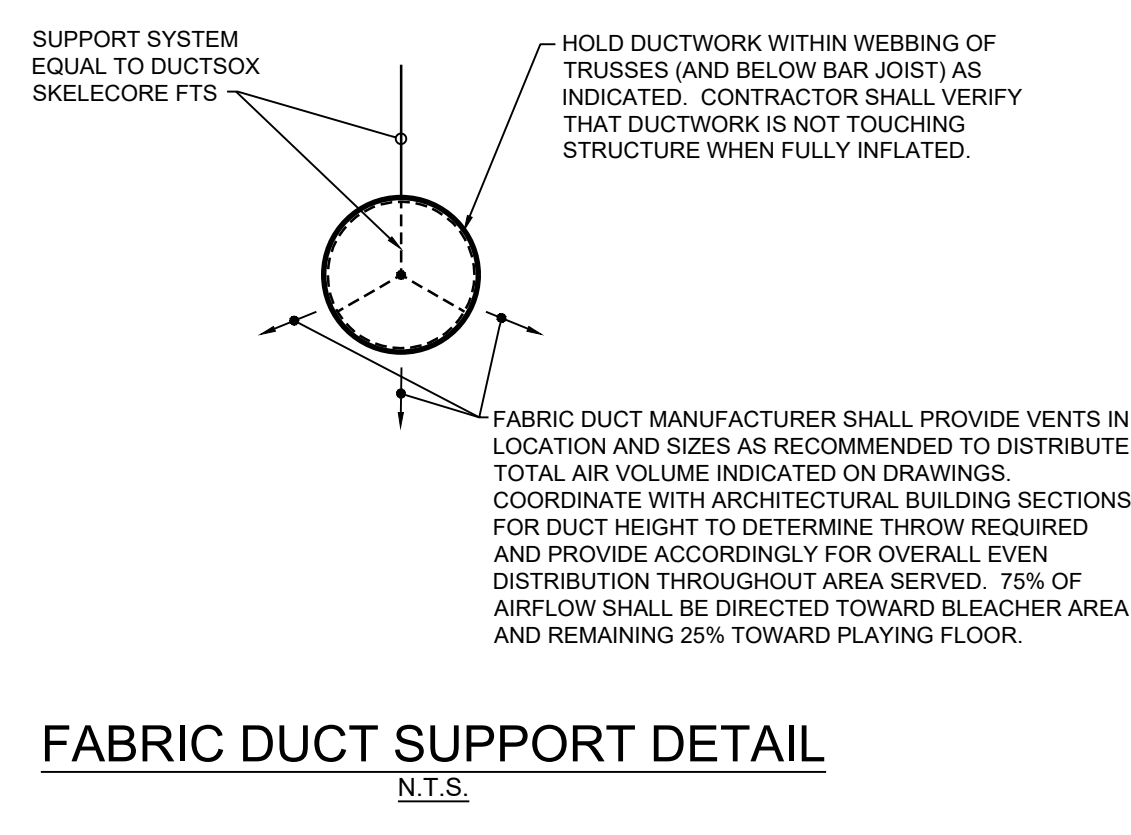 SUPPORT SYSTEM
EQUAL TO DUCTSOX
SKELECORE FTS
HOLD DUCTWORK WITHIN WEBBING OF
TRUSSES (AND BELOW BAR JOIST) AS
INDICATED. CONTRACTOR SHALL VERIFY
THAT DUCTWORK IS NOT TOUCHING
STRUCTURE WHEN FULLY INFLATED.
FABRIC DUCT MANUFACTURER SHALL PROVIDE VENTS IN
LOCATION AND SIZES AS RECOMMENDED TO DISTRIBUTE
TOTAL AIR VOLUME INDICATED ON DRAWINGS.
COORDINATE WITH ARCHITECTURAL BUILDING SECTIONS
FOR DUCT HEIGHT TO DETERMINE THROW REQUIRED
AND PROVIDE ACCORDINGLY FOR OVERALL EVEN
DISTRIBUTION THROUGHOUT AREA SERVED. 75% OF
AIRFLOW SHALL BE DIRECTED TOWARD BLEACHER AREA
AND REMAINING 25% TOWARD PLAYING FLOOR.
FABRIC DUCT SUPPORT DETAIL
N.T.S.